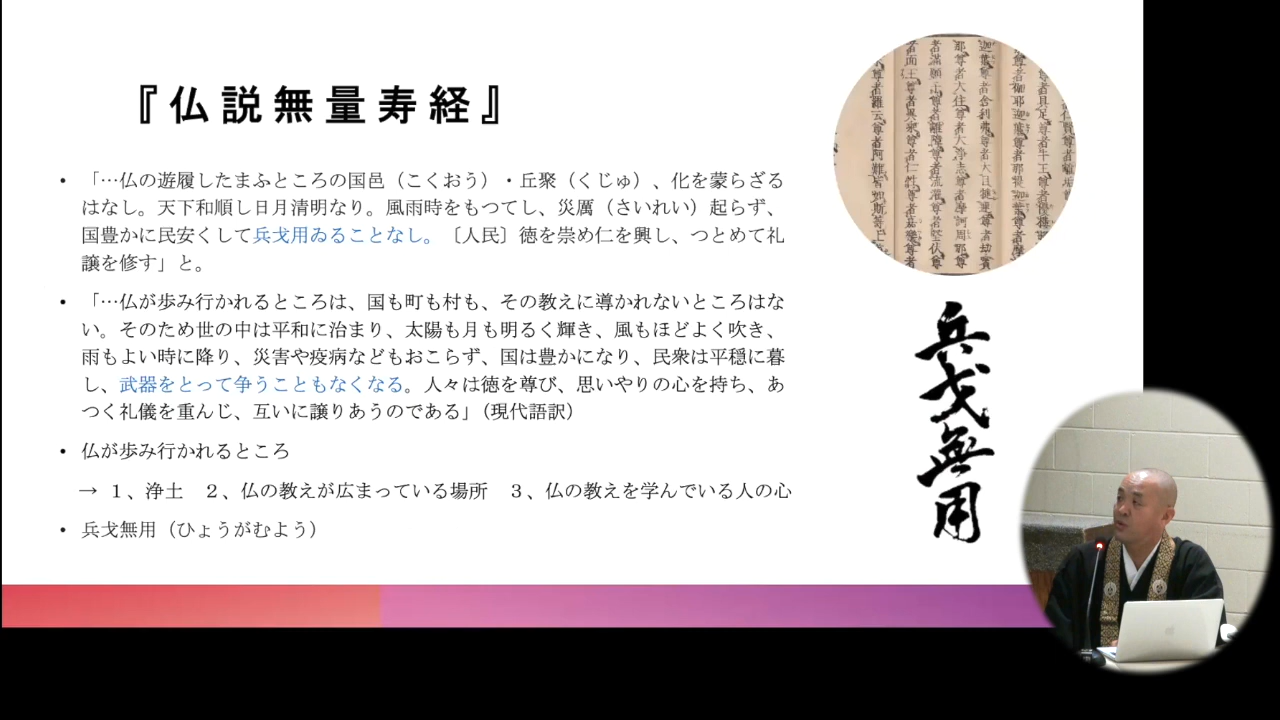 『仏説無量寿経』
• 「…仏の遊履したまふところの国邑（こくおう）・丘聚（くじゅ）、化を蒙らざる
はなし。天下和順し日月清明なり。風雨時をもつてし、災厲（さいれい）起らず、
国豊かに民安くして兵戈用ゐることなし。〔人民〕徳を崇め仁を興し、つとめて礼
譲を修す」と。
• 「…仏が歩み行かれるところは、国も町も村も、その教えに導かれないところはな
い。そのため世の中は平和に治まり、太陽も月も明るく輝き、風もほどよく吹き、
雨もよい時に降り、災害や疫病などもおこらず、国は豊かになり、民衆は平穏に暮
し、武器をとって争うこともなくなる。人々は徳を尊び、思いやりの心を持ち、あ
つく礼儀を重んじ、互いに譲りあうのである」（現代語訳）
• 仏が歩み行かれるところ
→ １、浄土　２、仏の教えが広まっている場所　３、仏の教えを学んでいる人の心
• 兵戈無用（ひょうがむよう）
兵戈無用